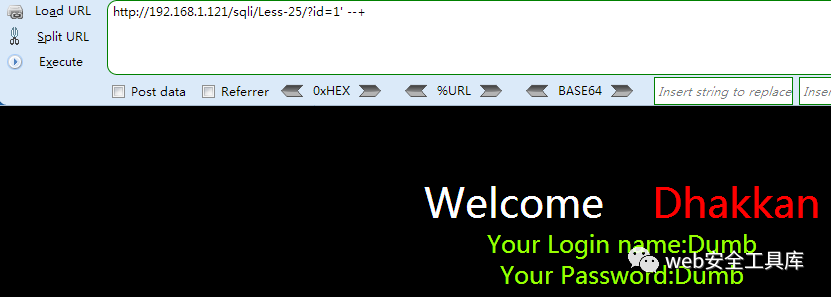 Load URL
http://192.168.1.121/sqli/Less-25/?id=1' --+
Split URL
Execute
Post data Referrer 0xHEX %URL BASE64 Insert string to replace Inser
Welcome Dhakkan
Your Login name:Dumb
Your Password:Dumb
web安全工具库